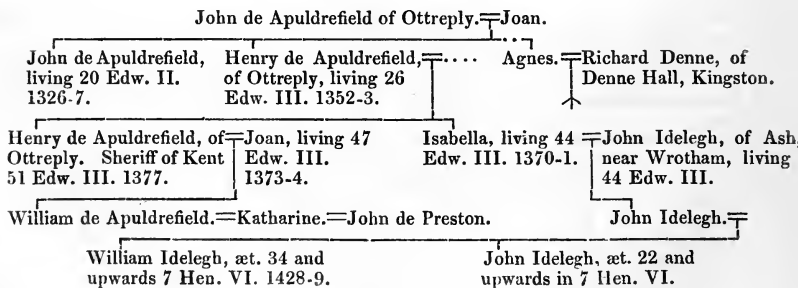 John de Apuldrefield of Ottreply.=Joan.
John de Apuldrefield, living 20 Edw. II. 1326-7.
Henry de Apuldrefield,=.... of Ottreply, living 26 Edw. III. 1352-3.
Agnes.=Richard Denne, of Denne Hall, Kingston.
Henry de Apuldrefield, of Ottreply. Sheriff of Kent 51 Edw. III. 1377.
=Joan, living 47 Edw. III. 1373-4.
Isabella, living 44 Edw. III. 1370-1.
=John Idelegh, of Ash, near Wrotham, living 44 Edw. III.
William de Apuldrefield.=Katharine.=John de Preston.
John Idelegh.=
William Idelegh, æt. 34 and upwards 7 Hen. VI. 1428-9.
John Idelegh, æt. 22 and upwards in 7 Hen. VI.